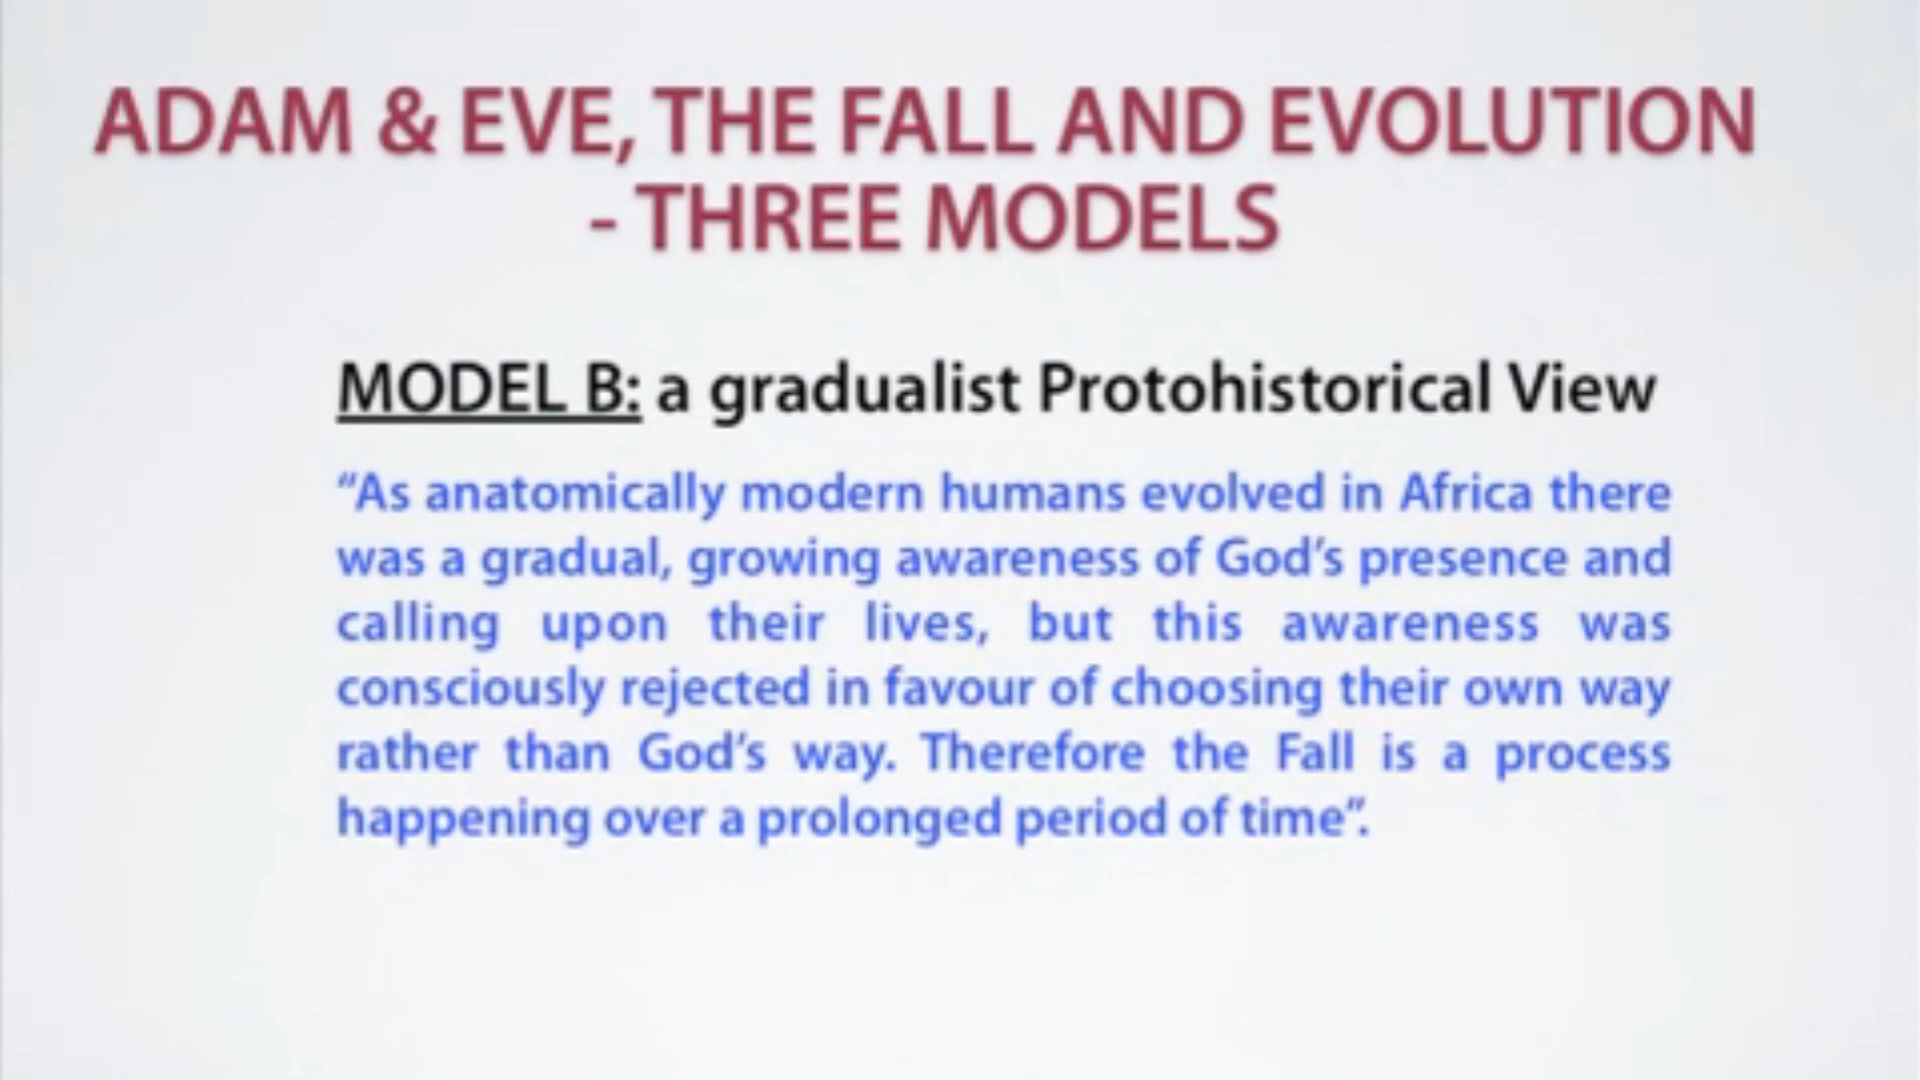 ADAM & EVE, THE FALL AND EVOLUTION
- THREE MODELS
MODEL B: a gradualist Protohistorical View
“As anatomically modern humans evolved in Africa there
was a gradual, growing awareness of God’s presence and
calling upon their lives, but this awareness was
consciously rejected in favour of choosing their own way
rather than God’s way. Therefore the Fall is a process
happening over a prolonged period of time”.